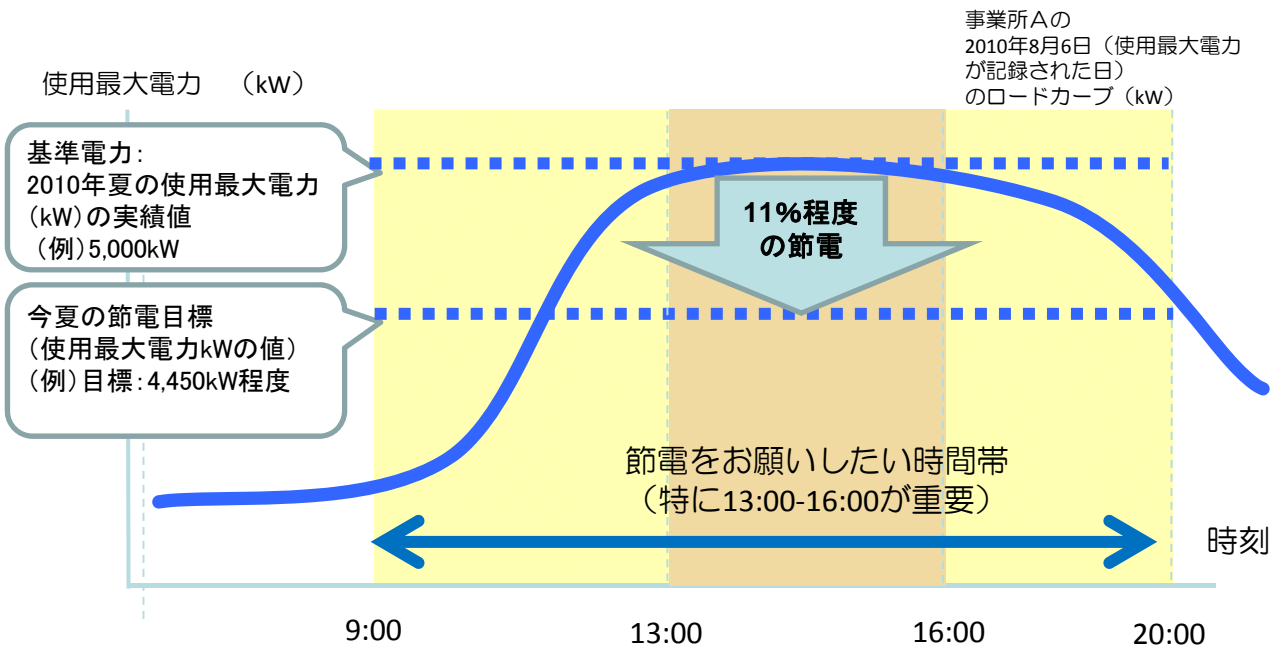 事業所Aの
2010年8月6日（使用最大電力
が記録された日）
のロードカーブ（kW）
使用最大電力　（kW）
基準電力：
2010年夏の使用最大電力
(kW)の実績値
（例）5,000kW
11%程度
の節電
今夏の節電目標
（使用最大電力kWの値）
（例）目標：4,450kW程度
節電をお願いしたい時間帯
（特に13:00-16:00が重要）
時刻
9:00
13:00
16:00
20:00